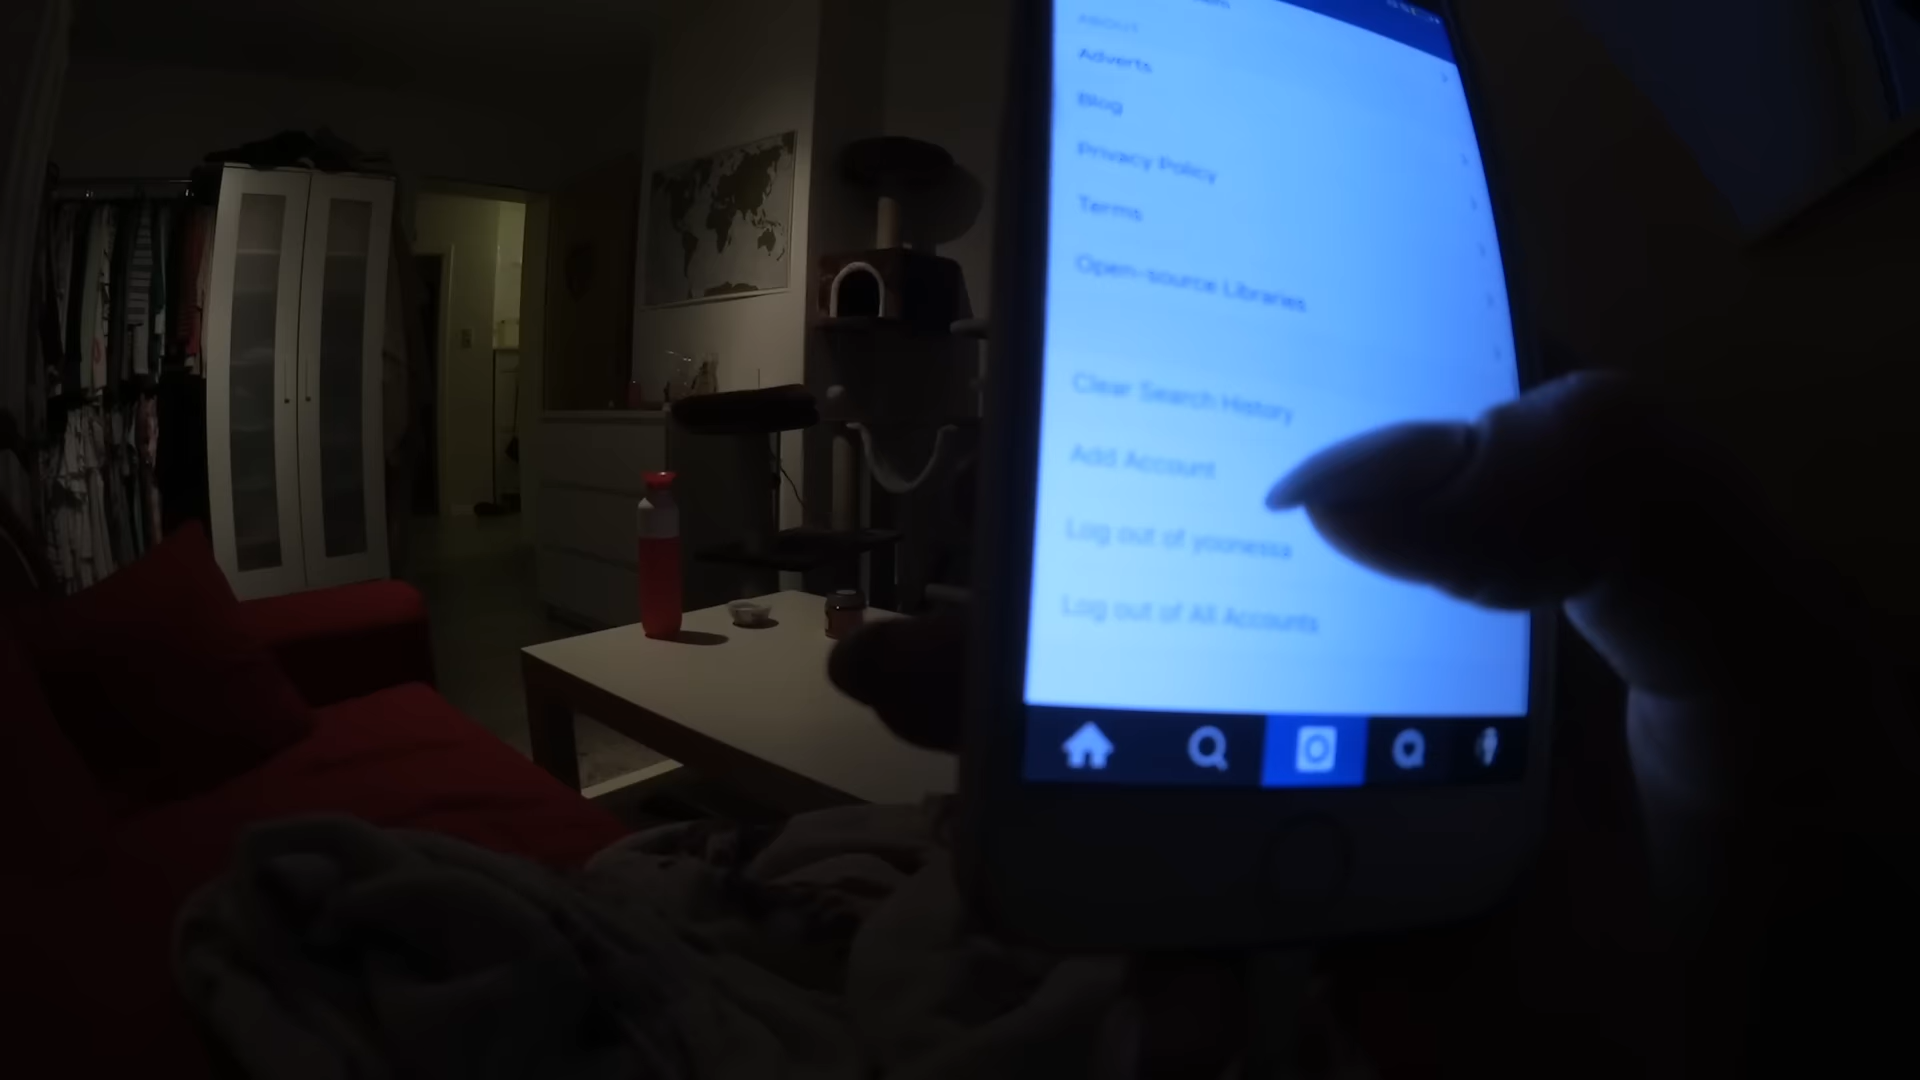 ABOUT
Adverts
Blog
Privacy Policy
Terms
Open-source Libraries
Clear Search History
Add Account
Log out of yoonessa
Log out of All Accounts